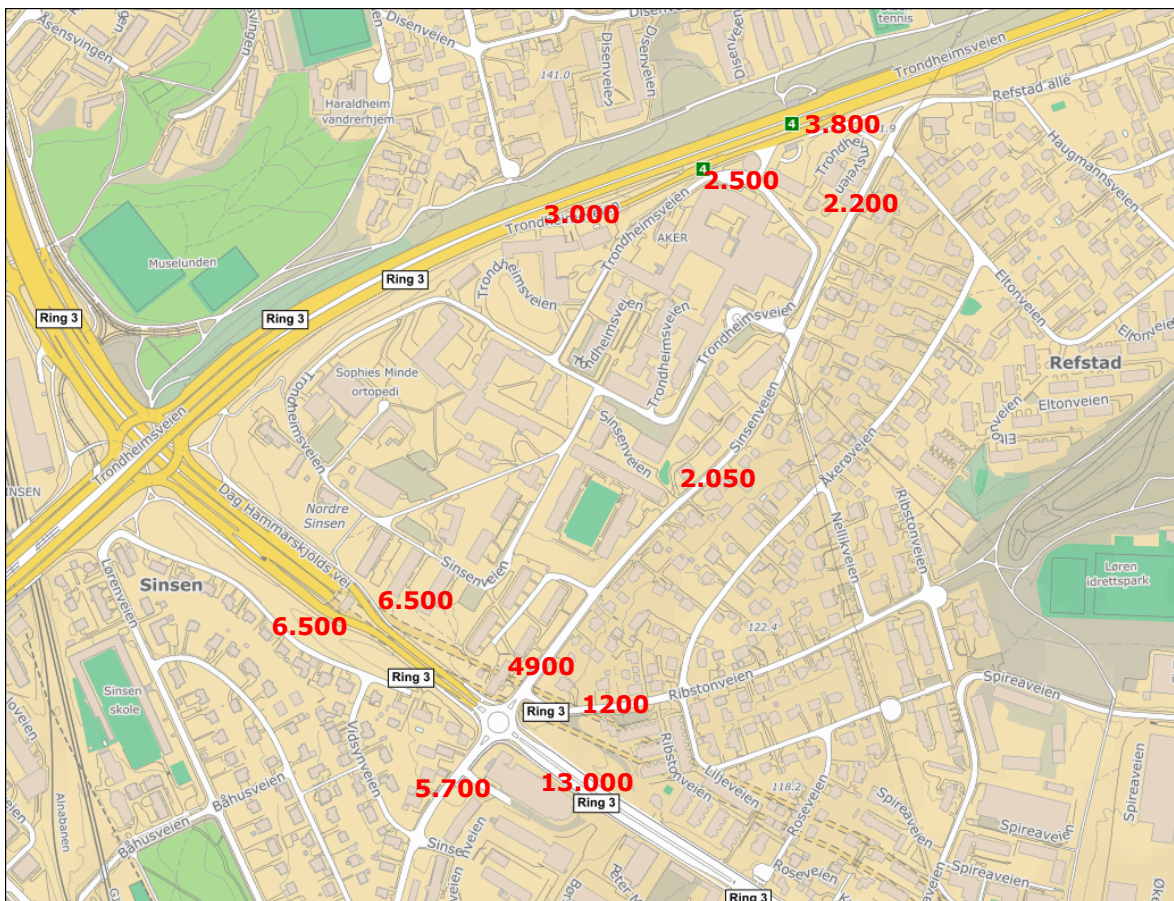 Åsensvingen
Disenveien
Disenveien
Disenveien
tennis
Disenveien
141.0
Haraldheim
vandrerhjem
Trondheimsveien
Refstad allé
4
3.800
Haugmannsveien
4
2.500
Trondheimsveien
2.200
Trondheimsveien
3.000
Trondheimsveien
AKER
Muselunden
Ring 3
Ring 3
Ring 3
Trondheimsveien
Trondheimsveien
Trondheimsveien
Trondheimsveien
Eltonveien
Eltonveien
Refstad
Sophies Minde
ortopedi
Trondheimsveien
Eltonveien
Sinsenveien
Sinsenveien
Trondheimsveien
Åkerøveien
2.050
Nordre
Sinsen
Dag Hammarskjölds vei
Ribstonveien
Nellikveien
Løren
idrettspark
Sinsen
Lørenveien
Sinsenveien
6.500
6.500
122.4
4900
Ring 3
1200
Ribstonveien
Ring 3
Spireaveien
Sinsen
skole
Vidsynveien
Ribstonveien
Liljeveien
5.700
13.000
Ring 3
118.2
Alnabanen
Båhusveien
Båhusveien
Roseveien
Spireaveien
Spireaveien
Spireaveien
Spireaveien
Roseveien
Ring 3